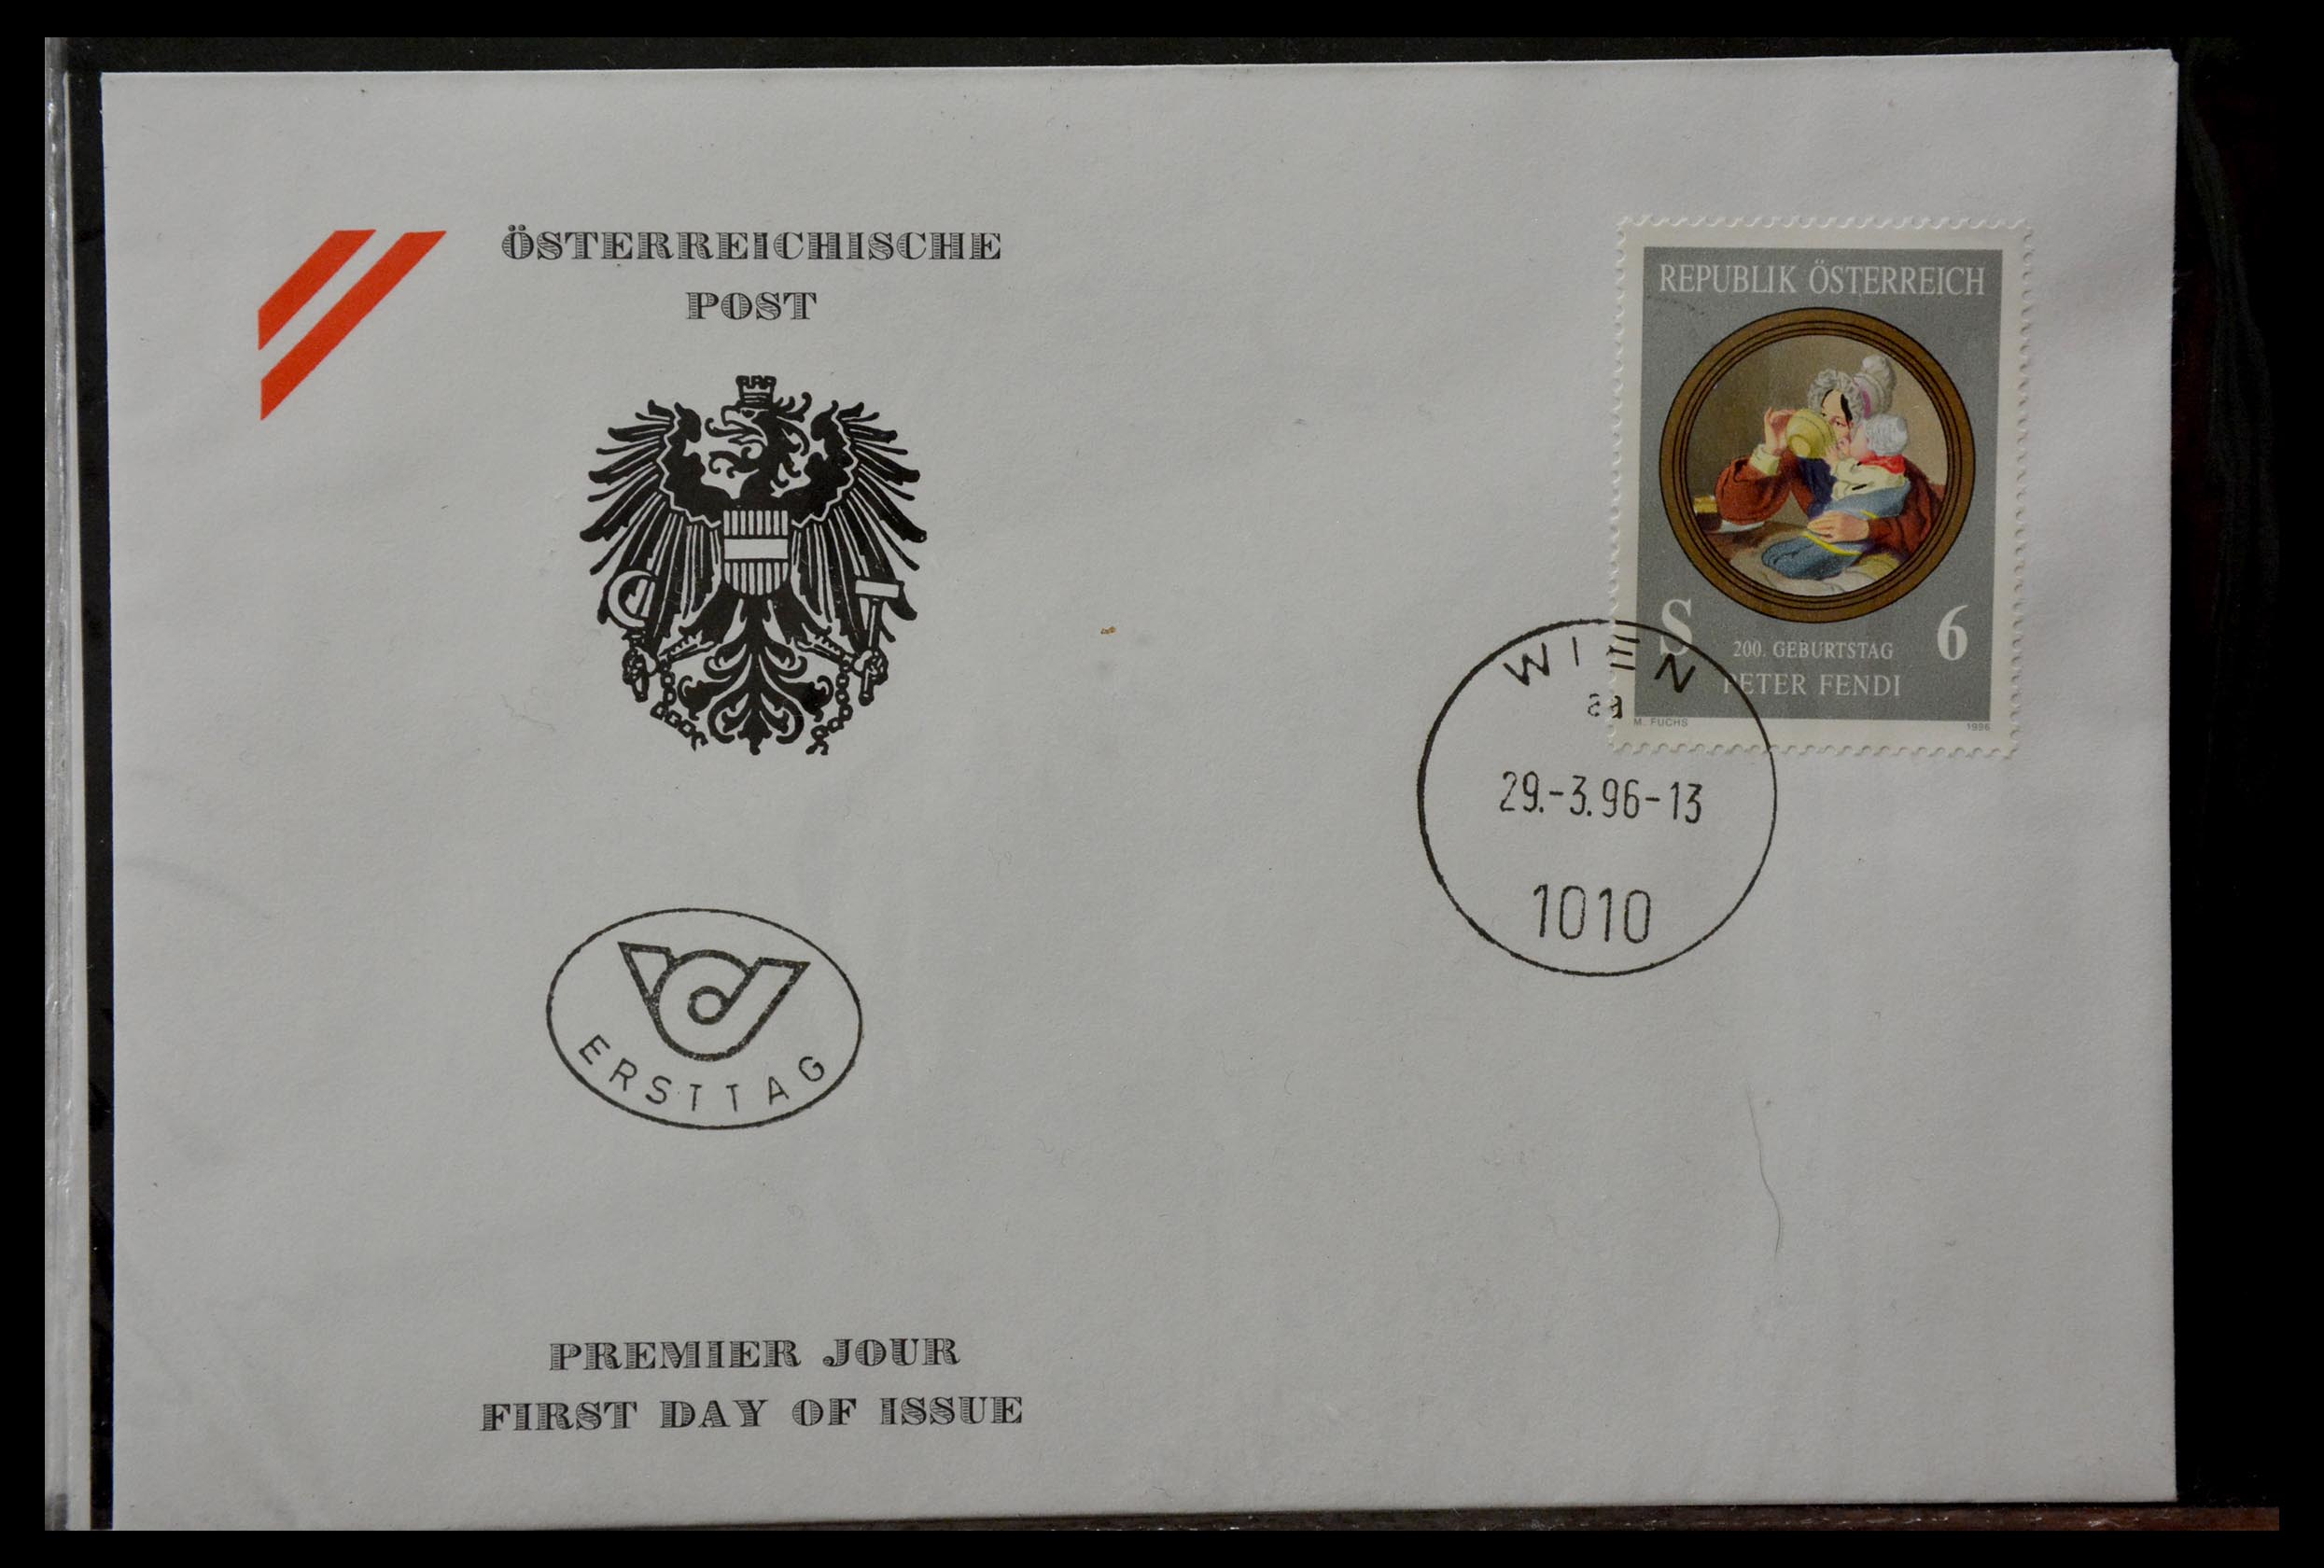 ÖSTERREICHISCHE
POST
REPUBLIK ÖSTERREICH
S 6
200. GEBURTSTAG
PETER FENDI
M. FUCHS 1996
WIEN
29.-3.96-13
1010
ERSTTAG
PREMIER JOUR
FIRST DAY OF ISSUE